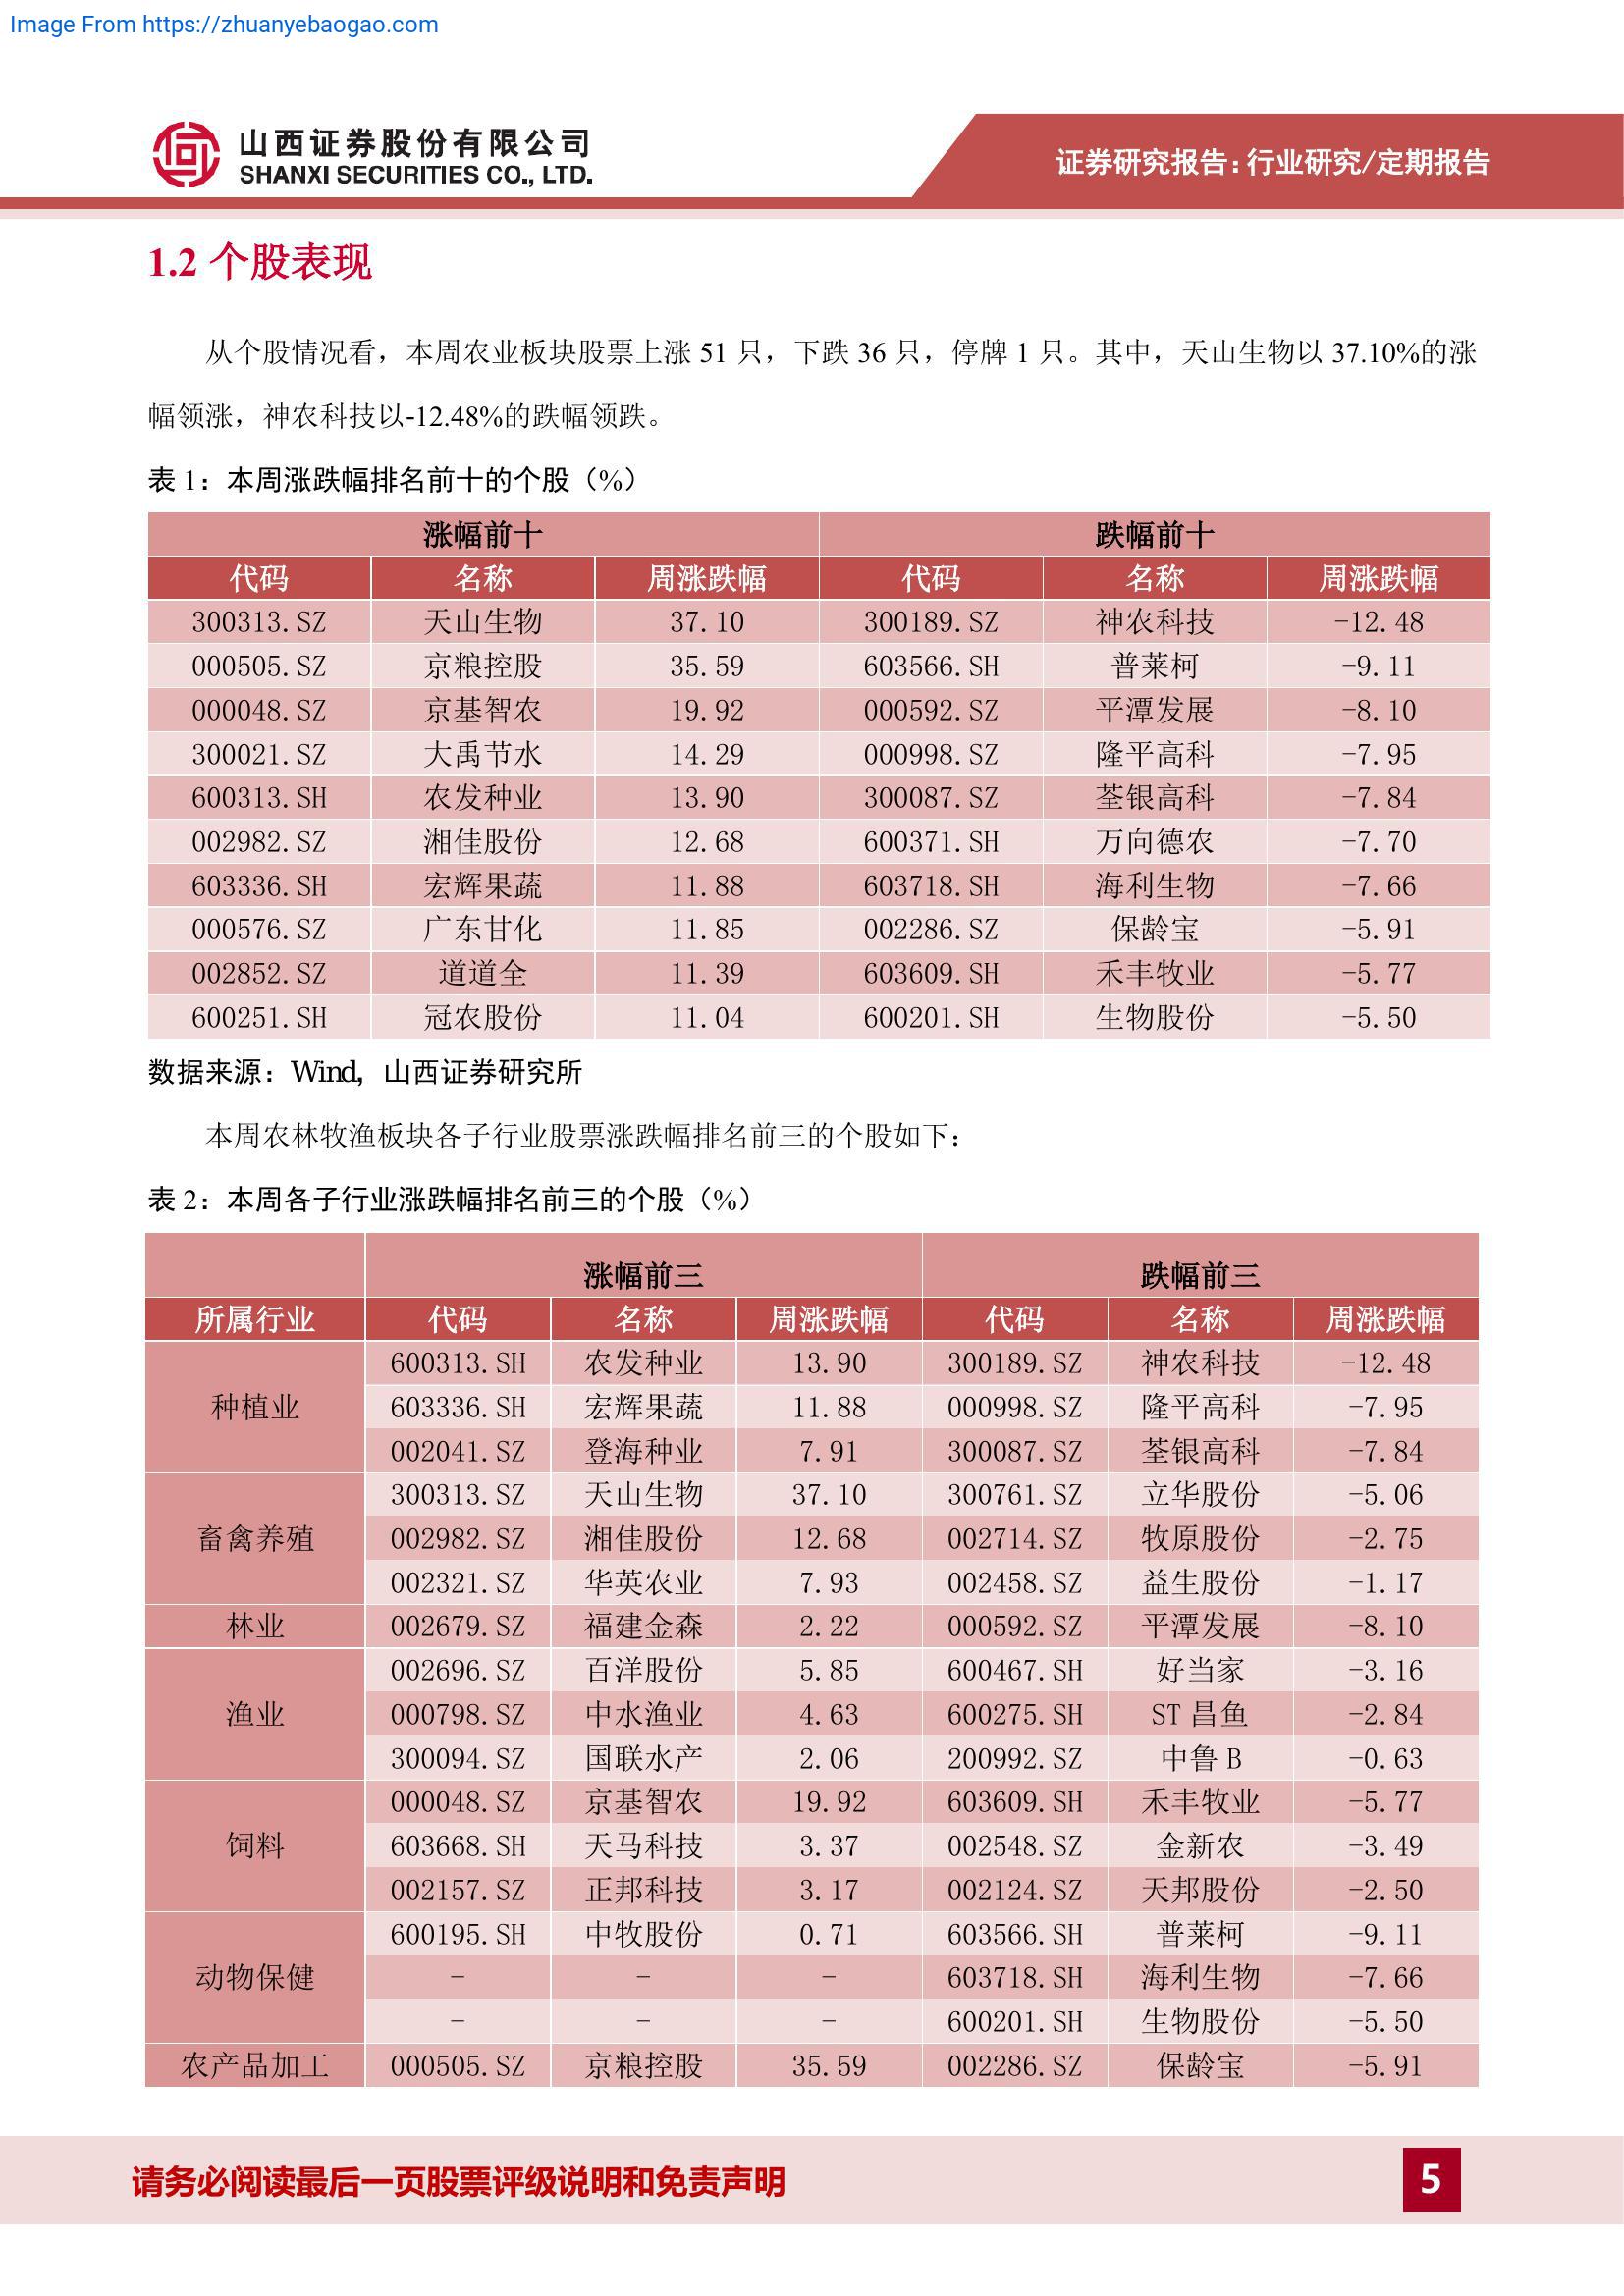 Image From https://zhuanyebaogao.com
山西证券股份有限公司
SHANXI SECURITIES CO., LTD.
证券研究报告:行业研究/定期报告
1.2 个股表现
从个股情况看，本周农业板块股票上涨 51 只，下跌 36 只，停牌 1 只。其中，天山生物以 37.10%的涨
幅领涨，神农科技以-12.48%的跌幅领跌。
表 1：本周涨跌幅排名前十的个股（%）
涨幅前十 跌幅前十
代码 名称 周涨跌幅 代码 名称 周涨跌幅
300313.SZ 天山生物 37.10 300189.SZ 神农科技 -12.48
000505.SZ 京粮控股 35.59 603566.SH 普莱柯 -9.11
000048.SZ 京基智农 19.92 000592.SZ 平潭发展 -8.10
300021.SZ 大禹节水 14.29 000998.SZ 隆平高科 -7.95
600313.SH 农发种业 13.90 300087.SZ 荃银高科 -7.84
002982.SZ 湘佳股份 12.68 600371.SH 万向德农 -7.70
603336.SH 宏辉果蔬 11.88 603718.SH 海利生物 -7.66
000576.SZ 广东甘化 11.85 002286.SZ 保龄宝 -5.91
002852.SZ 道道全 11.39 603609.SH 禾丰牧业 -5.77
600251.SH 冠农股份 11.04 600201.SH 生物股份 -5.50
数据来源：Wind，山西证券研究所
本周农林牧渔板块各子行业股票涨跌幅排名前三的个股如下：
表 2：本周各子行业涨跌幅排名前三的个股（%）
涨幅前三 跌幅前三
所属行业 代码 名称 周涨跌幅 代码 名称 周涨跌幅
600313.SH 农发种业 13.90 300189.SZ 神农科技 -12.48
种植业 603336.SH 宏辉果蔬 11.88 000998.SZ 隆平高科 -7.95
002041.SZ 登海种业 7.91 300087.SZ 荃银高科 -7.84
300313.SZ 天山生物 37.10 300761.SZ 立华股份 -5.06
畜禽养殖 002982.SZ 湘佳股份 12.68 002714.SZ 牧原股份 -2.75
002321.SZ 华英农业 7.93 002458.SZ 益生股份 -1.17
林业 002679.SZ 福建金森 2.22 000592.SZ 平潭发展 -8.10
002696.SZ 百洋股份 5.85 600467.SH 好当家 -3.16
渔业 000798.SZ 中水渔业 4.63 600275.SH ST 昌鱼 -2.84
300094.SZ 国联水产 2.06 200992.SZ 中鲁 B -0.63
000048.SZ 京基智农 19.92 603609.SH 禾丰牧业 -5.77
饲料 603668.SH 天马科技 3.37 002548.SZ 金新农 -3.49
002157.SZ 正邦科技 3.17 002124.SZ 天邦股份 -2.50
600195.SH 中牧股份 0.71 603566.SH 普莱柯 -9.11
动物保健 - - - 603718.SH 海利生物 -7.66
- - - 600201.SH 生物股份 -5.50
农产品加工 000505.SZ 京粮控股 35.59 002286.SZ 保龄宝 -5.91
请务必阅读最后一页股票评级说明和免责声明
5